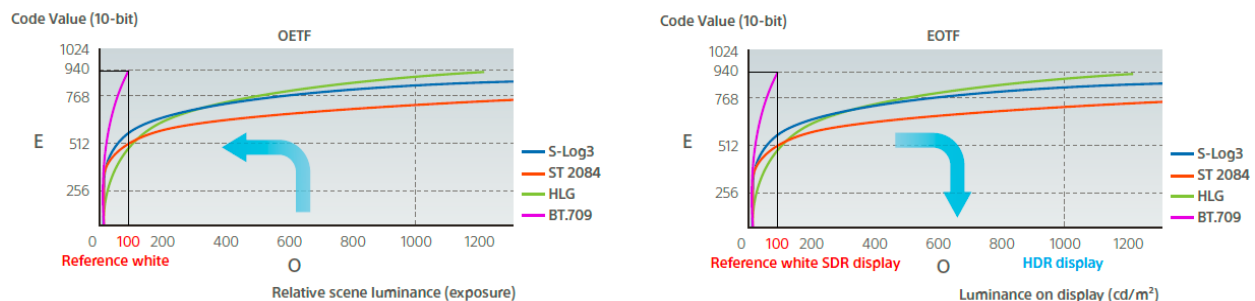 Code Value (10-bit)
OETF
1024
940
768
E
512
256
S-Log3
ST 2084
HLG
BT.709
0 100 200 400 600 800 1000 1200
Reference white
O
Relative scene luminance (exposure)
Code Value (10-bit)
EOTF
1024
940
768
E
512
256
S-Log3
ST 2084
HLG
BT.709
0 100 200 400 600 800 1000 1200
Reference white SDR display
O
HDR display
Luminance on display (cd/m²)